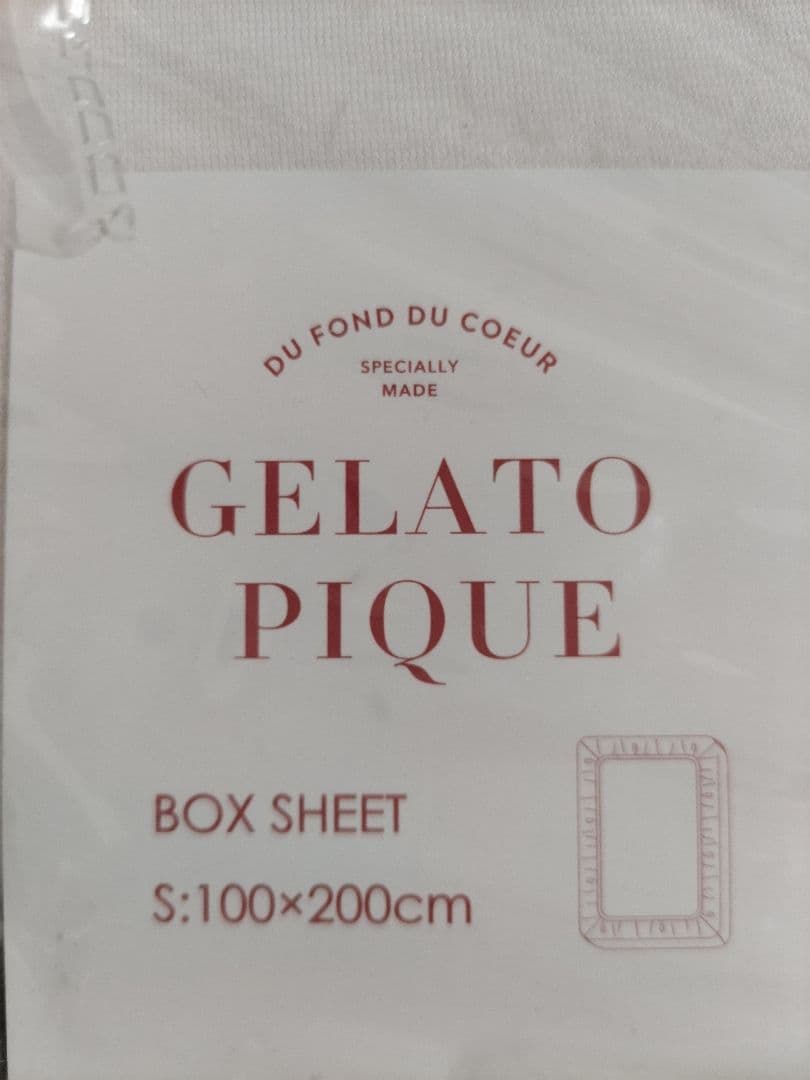 DU FOND DU COEUR
SPECIALLY
MADE
GELATO
PIQUE
BOX SHEET
S:100×200cm